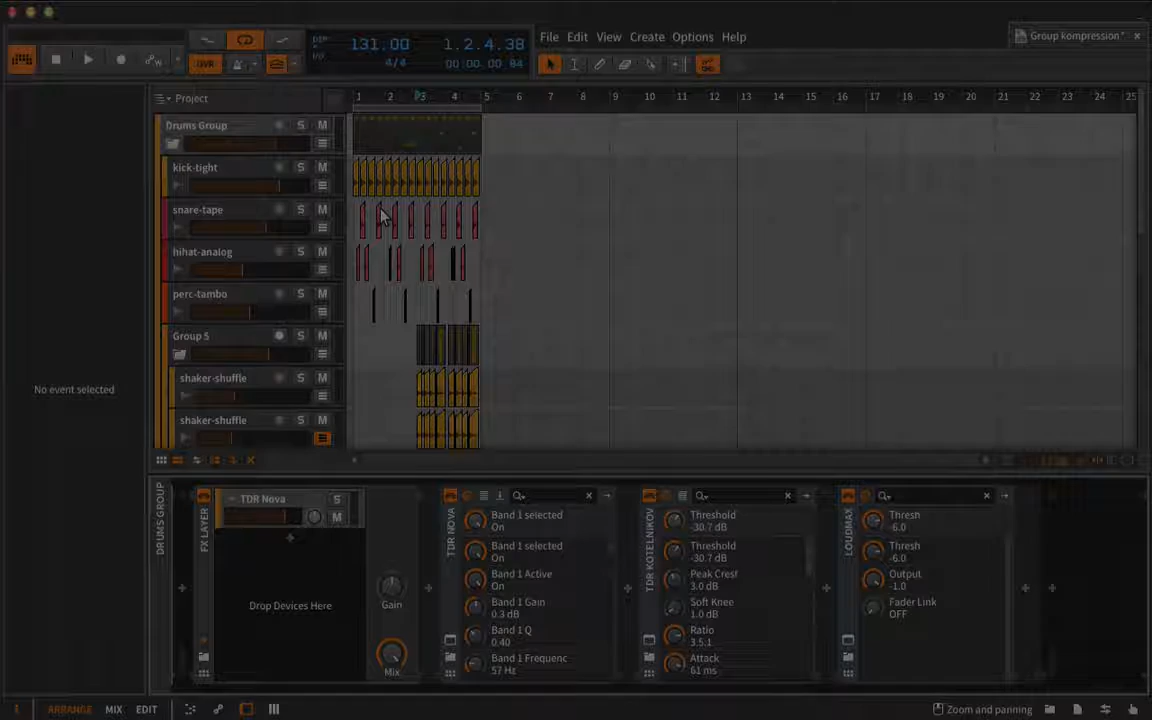 131.00
4/4
1.2.4.38
00:00:00 84
OVR
File Edit View Create Options Help
Group kompression*
Project
1 2 3 4 5 6 7 8 9 10 11 12 13 14 15 16 17 18 19 20 21 22 23 24 25
Drums Group S M
kick-tight S M
snare-tape S M
hihat-analog S M
perc-tambo S M
Group 5 S M
shaker-shuffle S M
shaker-shuffle S M
No event selected
DRUMS GROUP
FX LAYER
TDR Nova S
M
Drop Devices Here
Gain
Mix
TDR NOVA
Band 1 selected
On
Band 1 selected
On
Band 1 Active
On
Band 1 Gain
0.3 dB
Band 1 Q
0.40
Band 1 Frequenc
57 Hz
TDR KOTELNIKOV
Threshold
-30.7 dB
Threshold
-30.7 dB
Peak Crest
3.0 dB
Soft Knee
1.0 dB
Ratio
3.5:1
Attack
61 ms
LOUDMAX
Thresh
-6.0
Thresh
-6.0
Output
-1.0
Fader Link
OFF
ARRANGE MIX EDIT
Zoom and panning